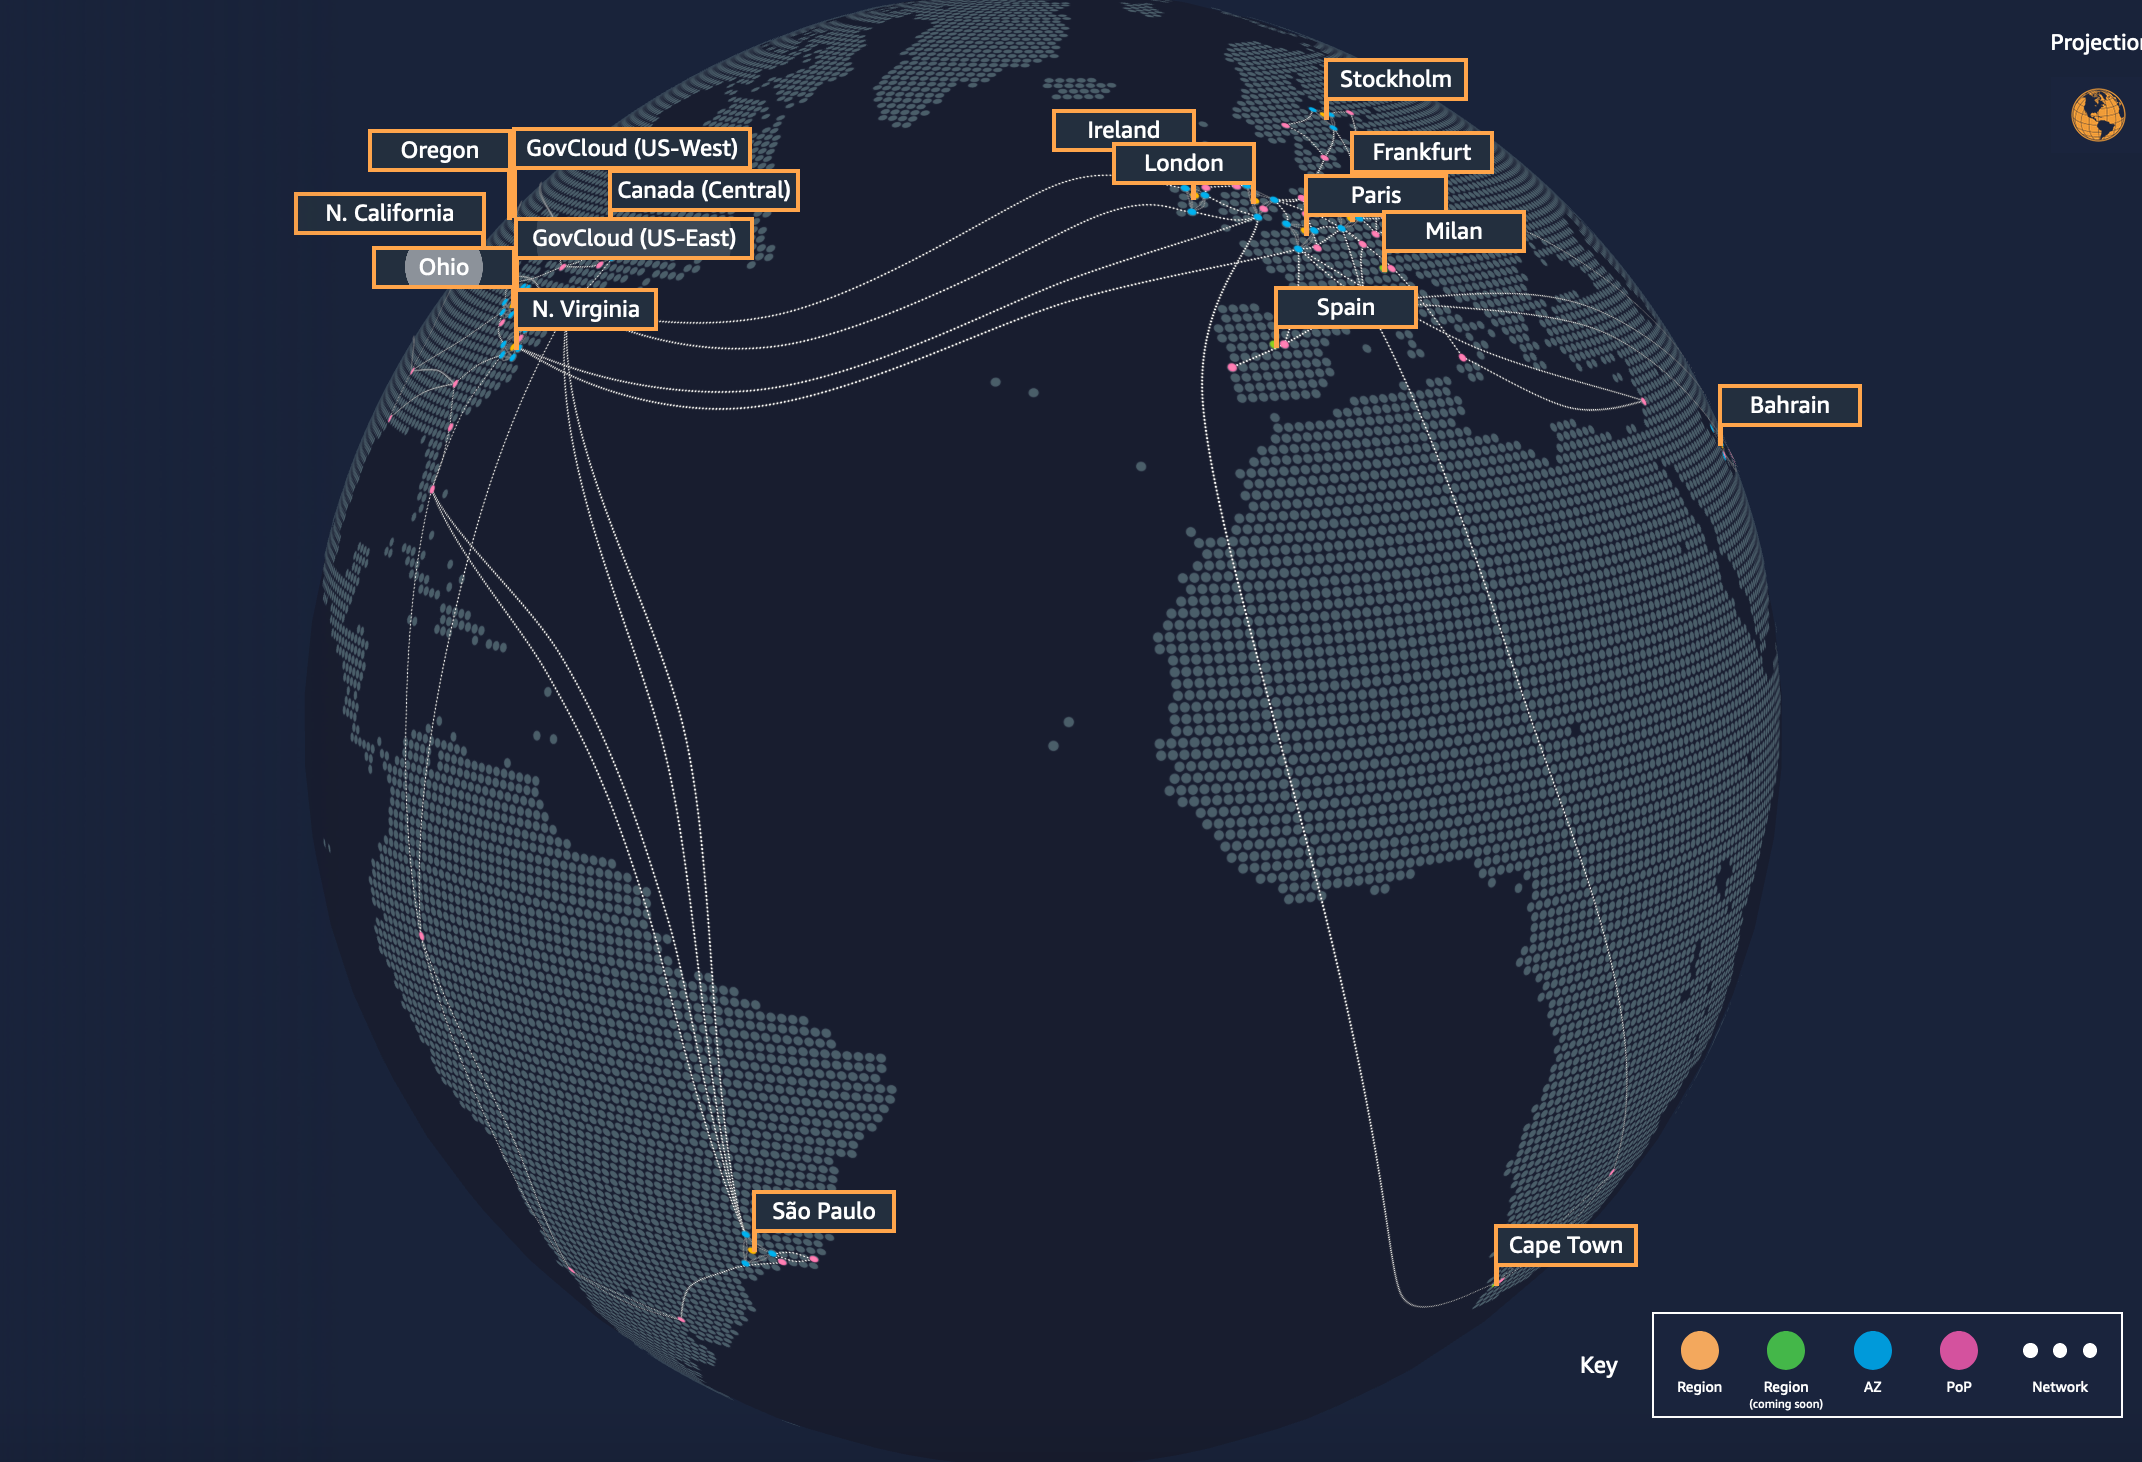 Projection
Stockholm
Ireland
Oregon
GovCloud (US-West)
Frankfurt
London
Canada (Central)
Paris
N. California
Milan
GovCloud (US-East)
Ohio
Spain
N. Virginia
Bahrain
São Paulo
Cape Town
Key
Region
Region
(coming soon)
AZ
PoP
Network